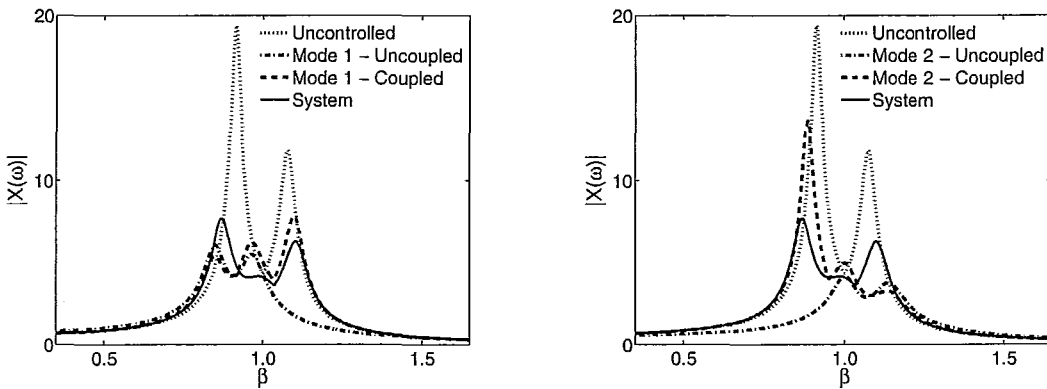 20
Uncontrolled
Mode 1 – Uncoupled
Mode 1 – Coupled
System
|X(ω)|
10
0
0.5
1.0
1.5
β
20
Uncontrolled
Mode 2 – Uncoupled
Mode 2 – Coupled
System
|X(ω)|
10
0
0.5
1.0
1.5
β